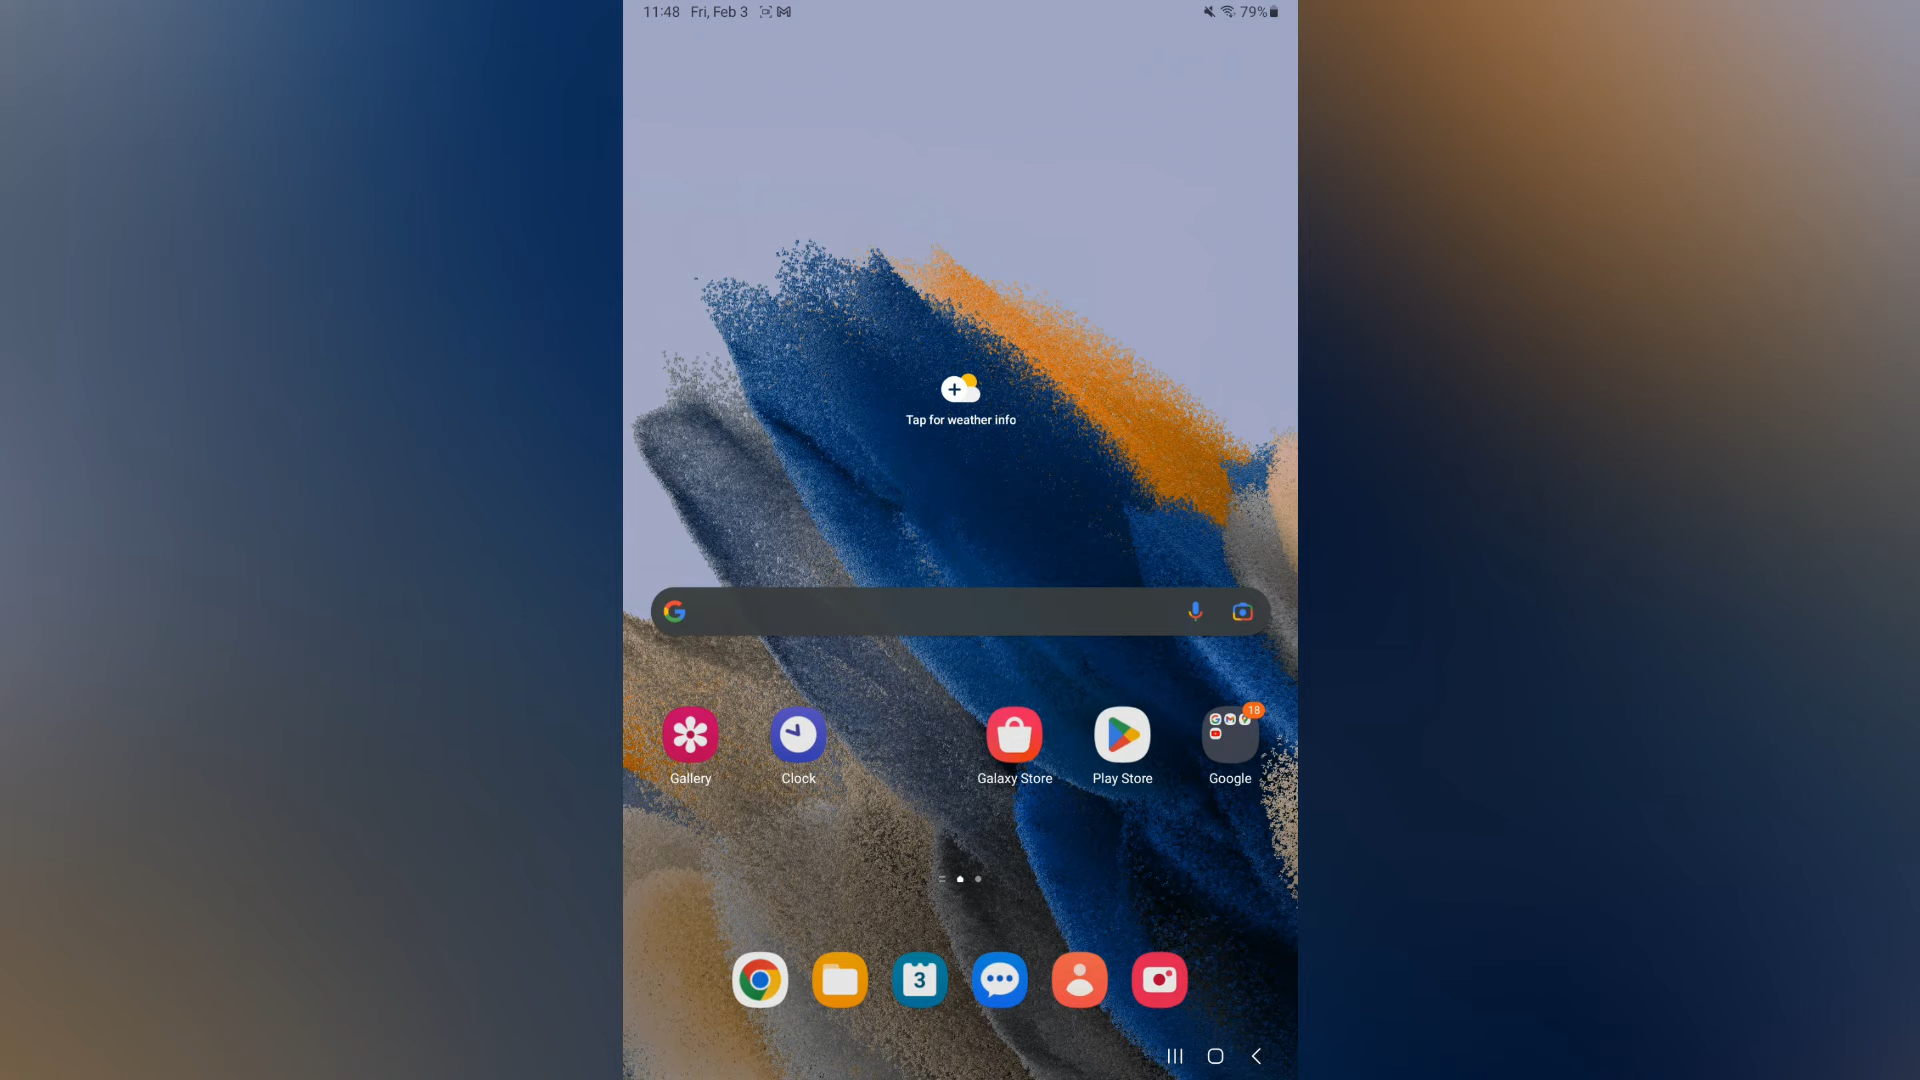 11:48 Fri, Feb 3 79%
Tap for weather info
18
Gallery Clock Galaxy Store Play Store Google
3